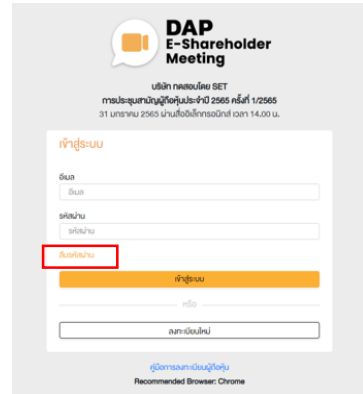 DAP
E-Shareholder
Meeting
บริษัท ทดสอบโดย SET
การประชุมสามัญผู้ถือหุ้นประจำปี 2565 ครั้งที่ 1/2565
31 มกราคม 2565 ผ่านสื่ออิเล็กทรอนิกส์ เวลา 14.00 น.
เข้าสู่ระบบ
อีเมล
อีเมล
รหัสผ่าน
รหัสผ่าน
ลืมรหัสผ่าน
เข้าสู่ระบบ
หรือ
ลงทะเบียนใหม่
คู่มือการลงทะเบียนผู้ถือหุ้น
Recommended Browser: Chrome